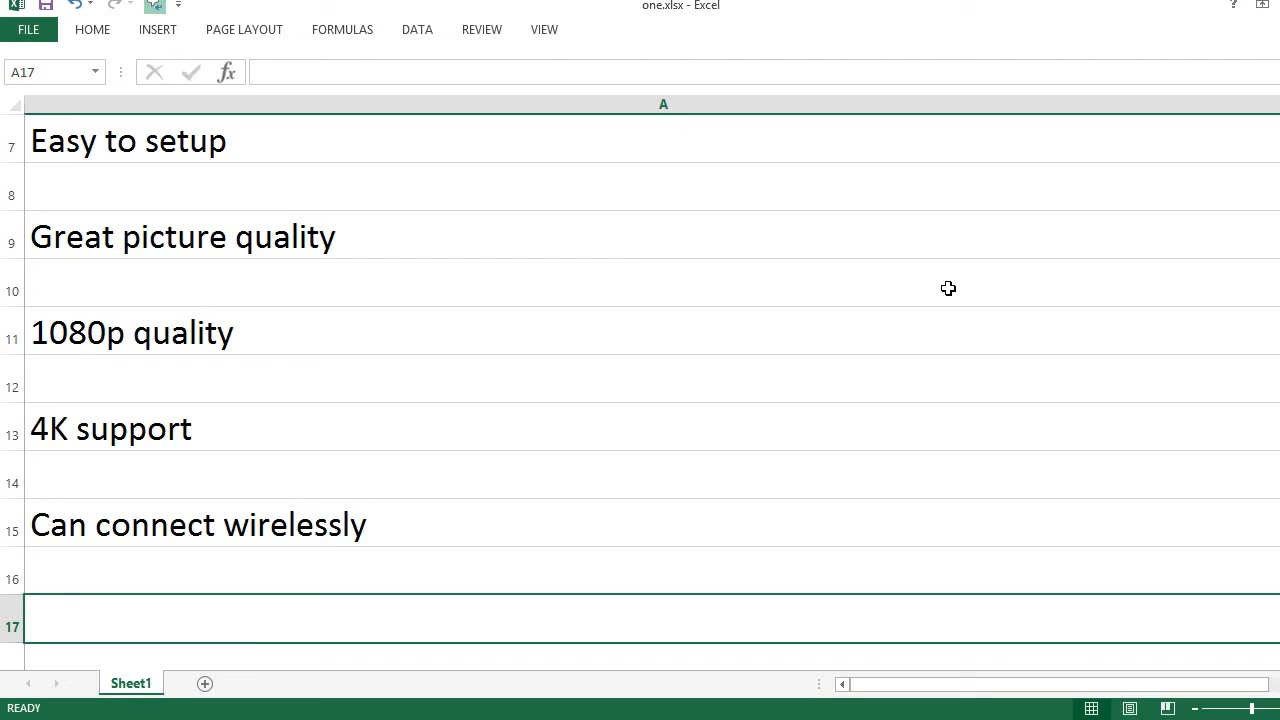 one.xlsx - Excel
?
FILE HOME INSERT PAGE LAYOUT FORMULAS DATA REVIEW VIEW
A17 fx
A
7 Easy to setup
8
9 Great picture quality
10
11 1080p quality
12
13 4K support
14
15 Can connect wirelessly
16
17
Sheet1
READY